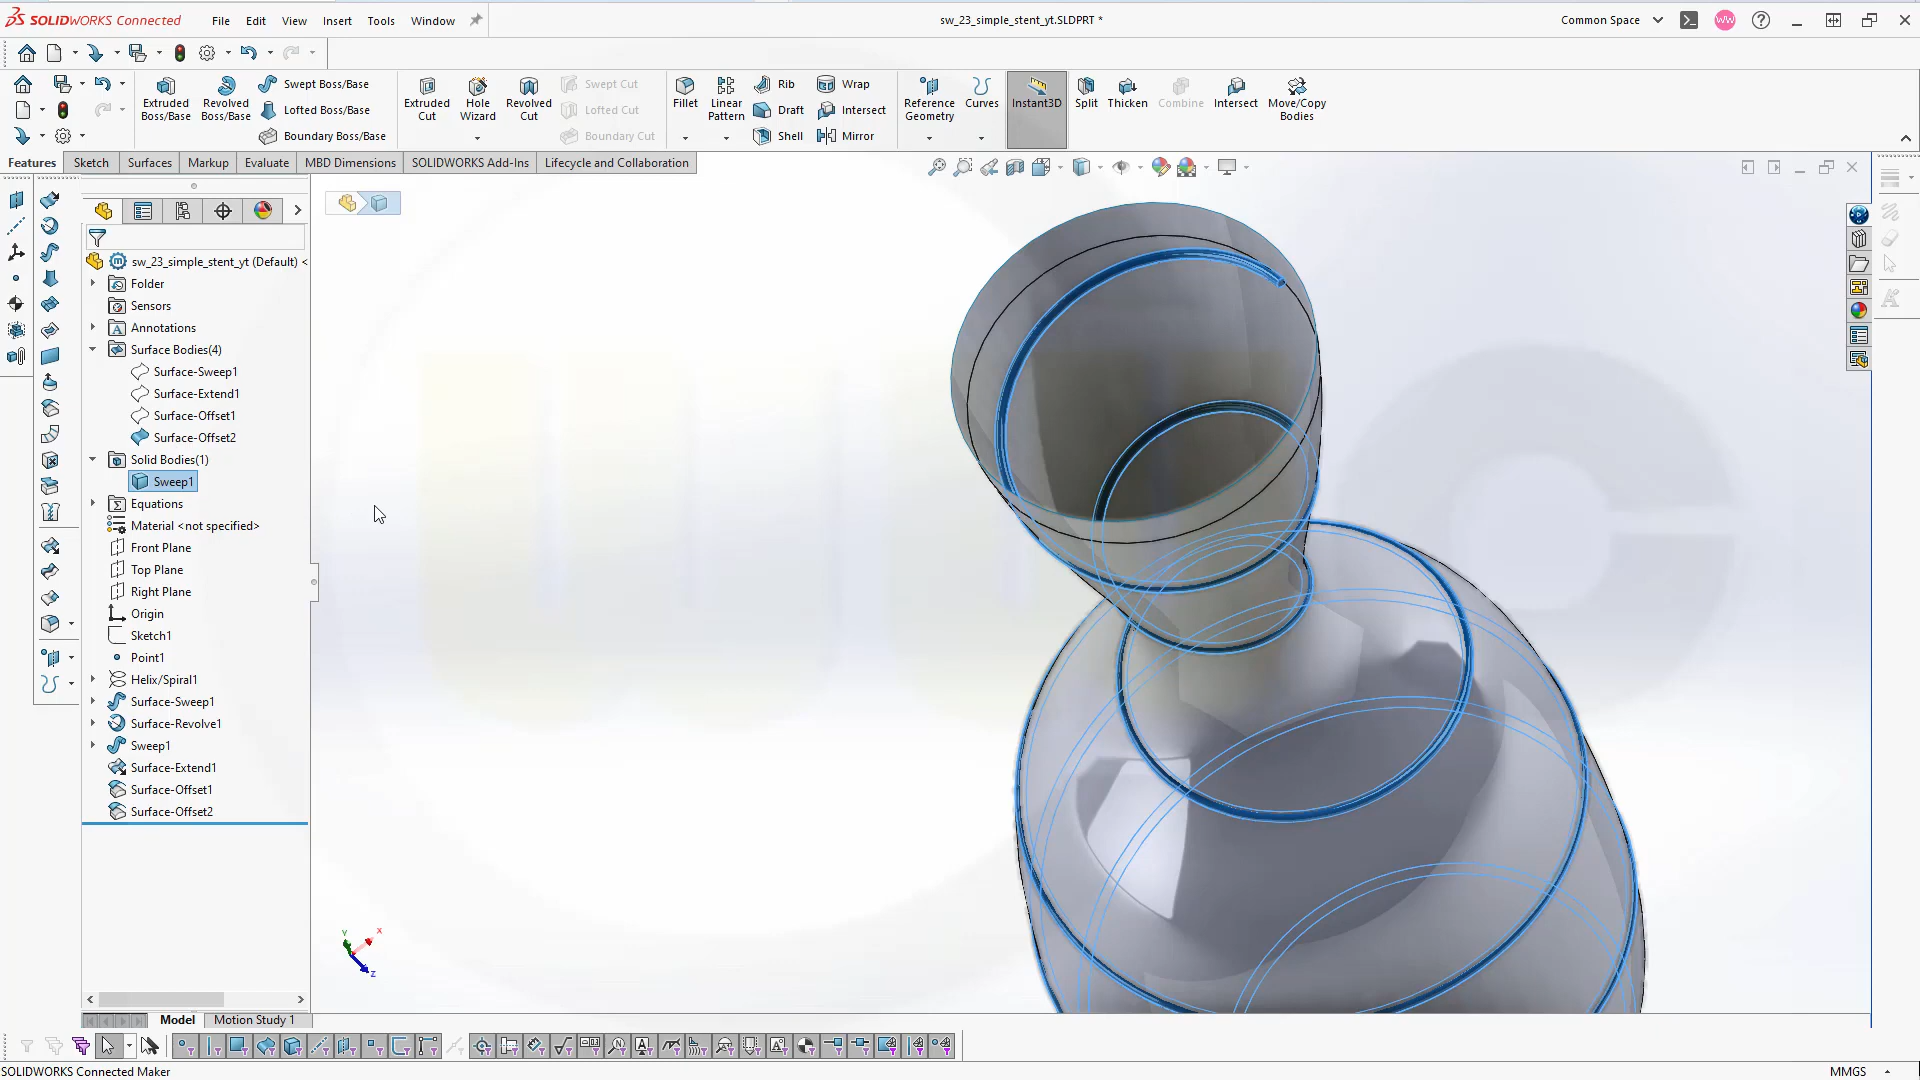 SOLIDWORKS Connected
File
Edit
View
Insert
Tools
Window
sw_23_simple_stent_yt.SLDPRT *
Common Space
WW
Extruded Boss/Base
Revolved Boss/Base
Swept Boss/Base
Lofted Boss/Base
Boundary Boss/Base
Extruded Cut
Hole Wizard
Revolved Cut
Swept Cut
Lofted Cut
Boundary Cut
Fillet
Linear Pattern
Rib
Draft
Shell
Wrap
Intersect
Mirror
Reference Geometry
Curves
Instant3D
Split
Thicken
Combine
Intersect
Move/Copy Bodies
Features
Sketch
Surfaces
Markup
Evaluate
MBD Dimensions
SOLIDWORKS Add-Ins
Lifecycle and Collaboration
sw_23_simple_stent_yt (Default) <
Folder
Sensors
Annotations
Surface Bodies(4)
Surface-Sweep1
Surface-Extend1
Surface-Offset1
Surface-Offset2
Solid Bodies(1)
Sweep1
Equations
Material <not specified>
Front Plane
Top Plane
Right Plane
Origin
Sketch1
Point1
Helix/Spiral1
Surface-Sweep1
Surface-Revolve1
Sweep1
Surface-Extend1
Surface-Offset1
Surface-Offset2
Y
X
Z
Model
Motion Study 1
SOLIDWORKS Connected Maker
MMGS